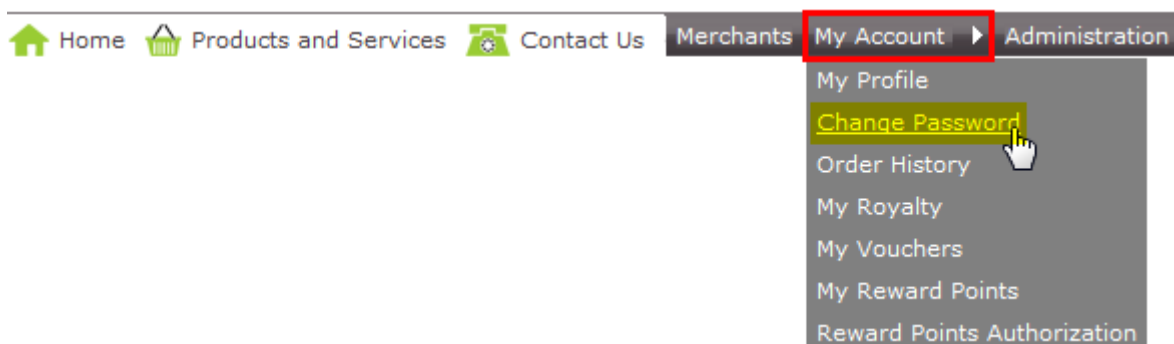 Home Products and Services Contact Us Merchants My Account Administration
My Profile
Change Password
Order History
My Royalty
My Vouchers
My Reward Points
Reward Points Authorization